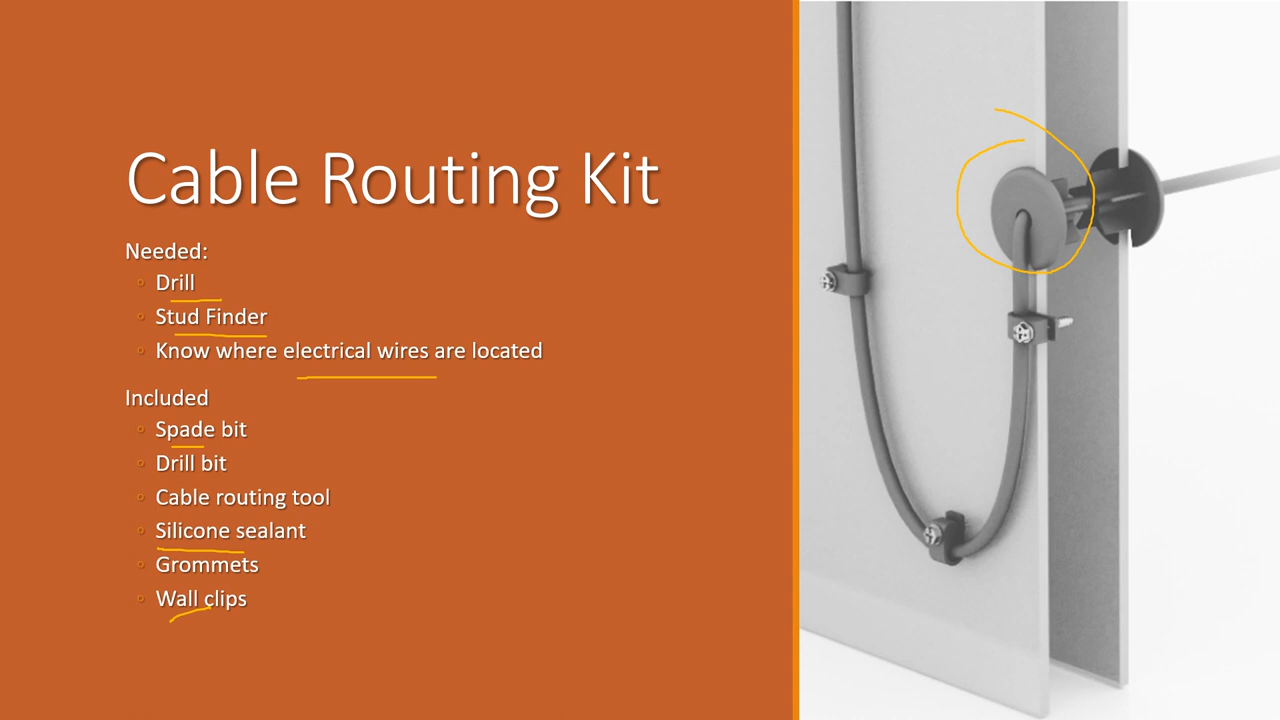 Cable Routing Kit
Needed:
Drill
Stud Finder
Know where electrical wires are located
Included
Spade bit
Drill bit
Cable routing tool
Silicone sealant
Grommets
Wall clips